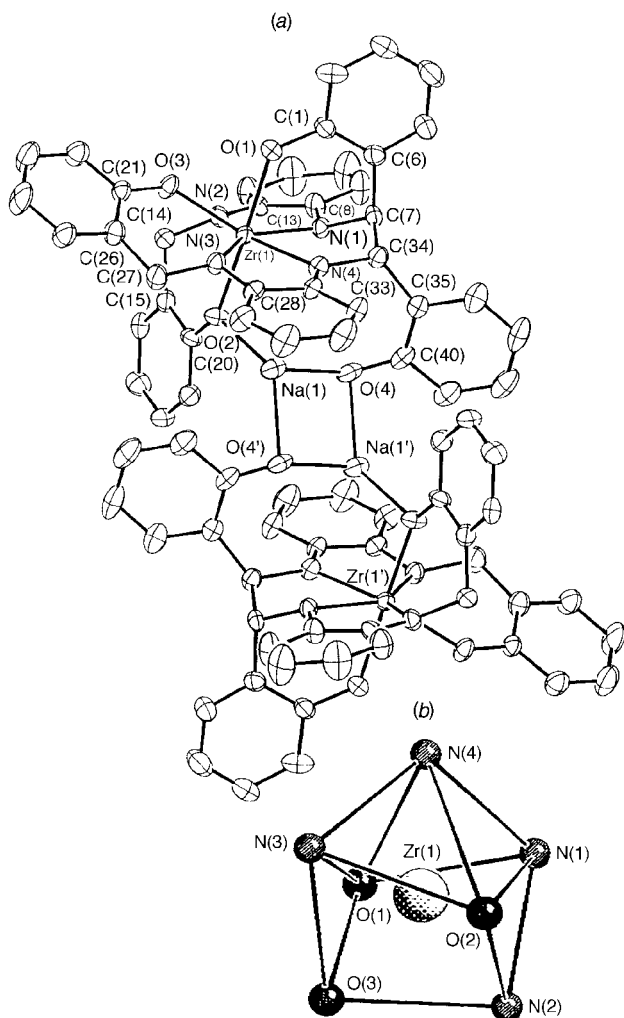 (a)
C(1)
O(1)
C(6)
O(3)
C(21)
N(2)
C(14)
C(13)
C(8)
C(7)
N(3)
Zr(1)
N(1)
C(34)
C(26)
C(27)
N(4)
C(33)
C(35)
C(15)
C(28)
O(2)
C(20)
C(40)
Na(1)
O(4)
O(4')
Na(1')
Zr(1')
(b)
N(4)
N(3)
Zr(1)
N(1)
O(1)
O(2)
O(3)
N(2)